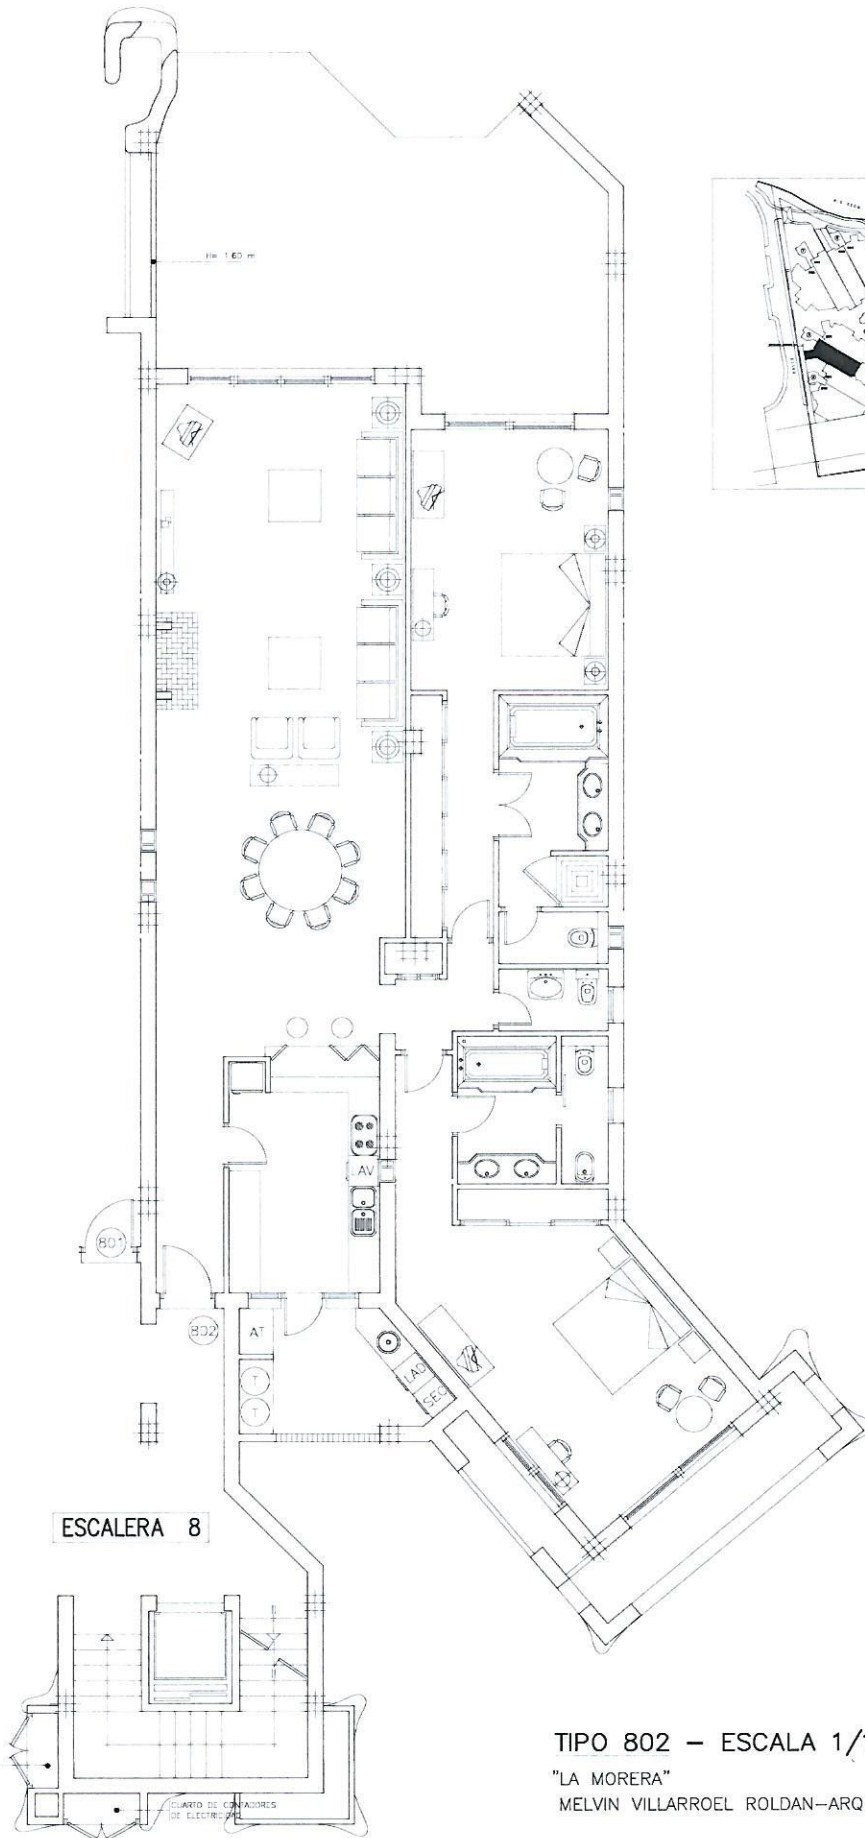 H= 1.60 m
LAV
801
802
AT
T
T
LAD
SEC
ESCALERA 8
CUARTO DE CONTADORES
DE ELECTRICIDAD
TIPO 802 – ESCALA 1/1
"LA MORERA"
MELVIN VILLARROEL ROLDAN–ARQ